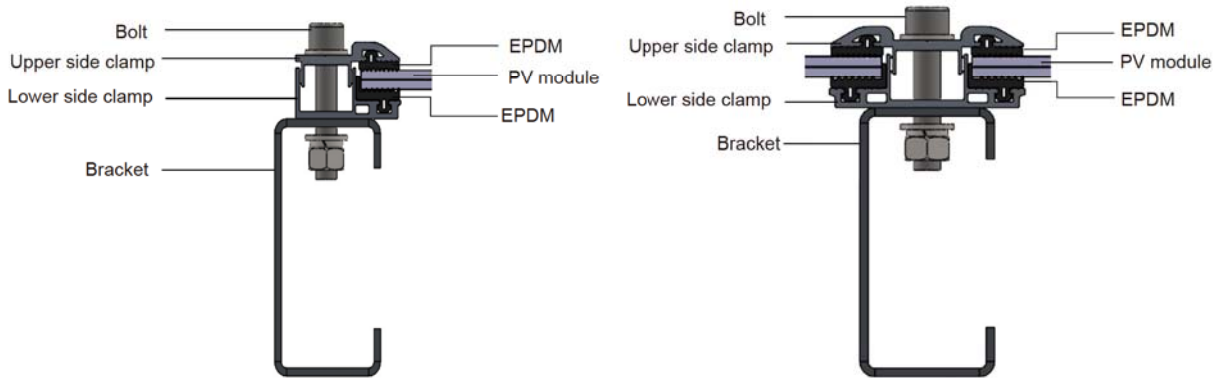 Bolt
Upper side clamp
Lower side clamp
Bracket
EPDM
PV module
EPDM
Bolt
Upper side clamp
Lower side clamp
Bracket
EPDM
PV module
EPDM